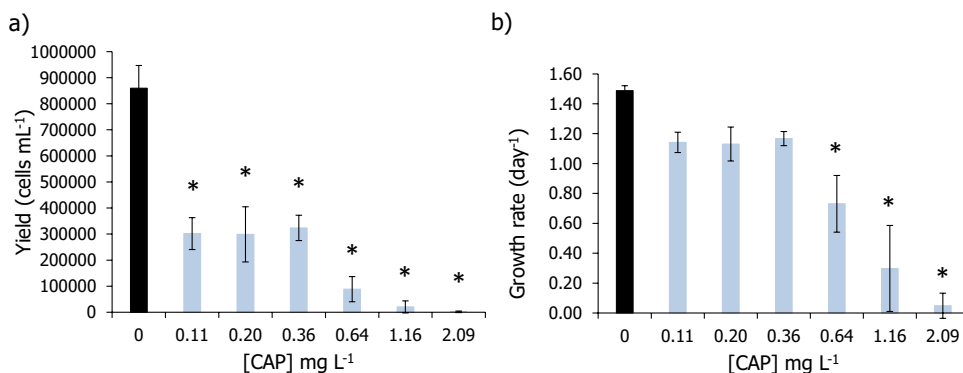 a)
Yield (cells mL-1)
1000000
900000
800000
700000
600000
500000
400000
300000
200000
100000
0
* * * * * *
0 0.11 0.20 0.36 0.64 1.16 2.09
[CAP] mg L-1
b)
Growth rate (day-1)
1.60
1.40
1.20
1.00
0.80
0.60
0.40
0.20
0.00
* * *
0 0.11 0.20 0.36 0.64 1.16 2.09
[CAP] mg L-1